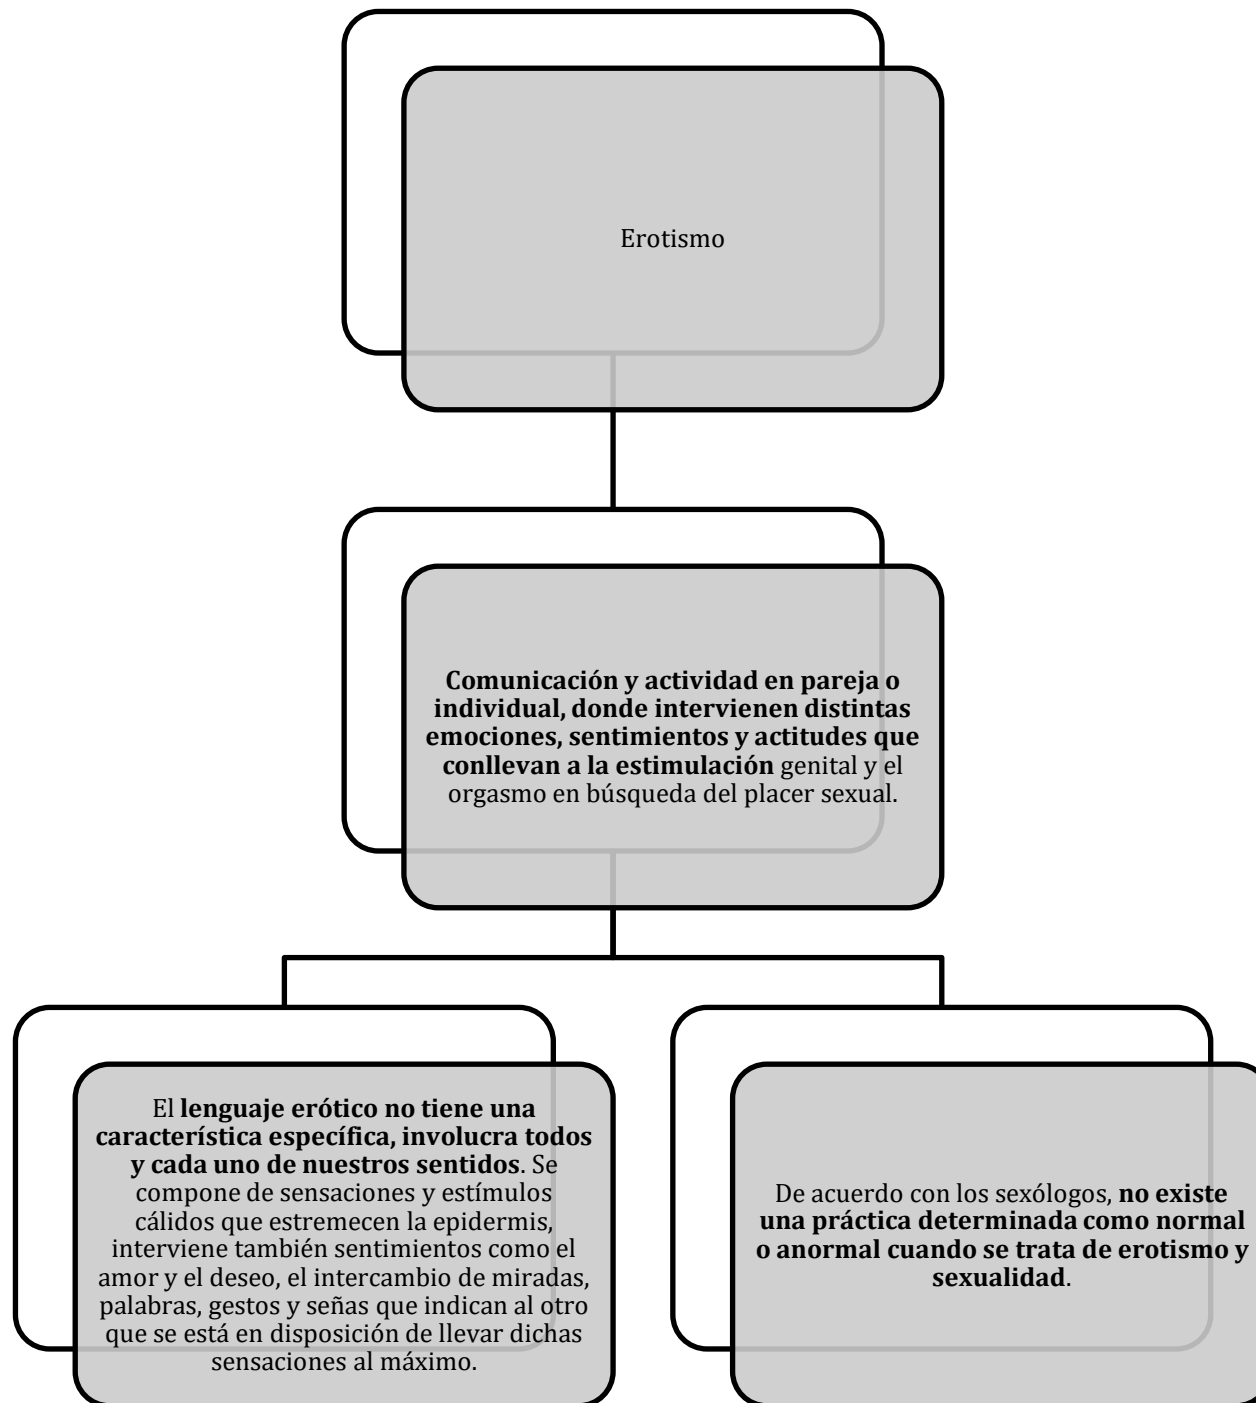 Erotismo
Comunicación y actividad en pareja o
individual, donde intervienen distintas
emociones, sentimientos y actitudes que
conllevan a la estimulación genital y el
orgasmo en búsqueda del placer sexual.
El lenguaje erótico no tiene una
característica específica, involucra todos
y cada uno de nuestros sentidos. Se
compone de sensaciones y estímulos
cálidos que estremecen la epidermis,
interviene también sentimientos como el
amor y el deseo, el intercambio de miradas,
palabras, gestos y señas que indican al otro
que se está en disposición de llevar dichas
sensaciones al máximo.
De acuerdo con los sexólogos, no existe
una práctica determinada como normal
o anormal cuando se trata de erotismo y
sexualidad.